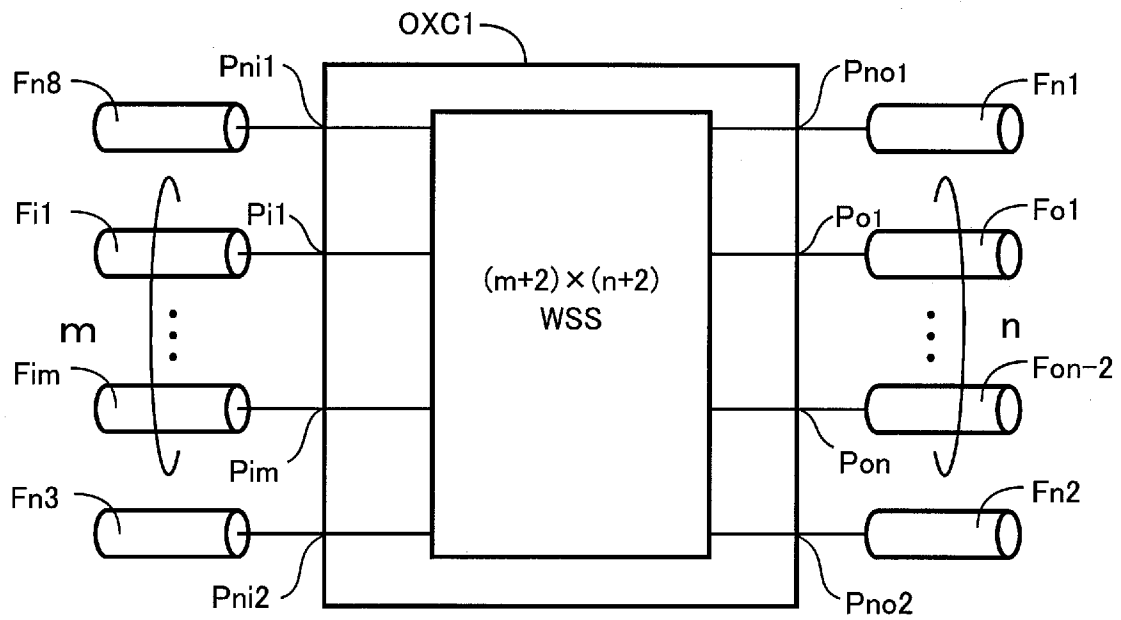 OXC1
Pni1
Pno1
Fn8
Fn1
Fi1
Pi1
Po1
Fo1
(m+2)×(n+2)
WSS
m
n
Fim
Fon-2
Pim
Pon
Fn3
Fn2
Pni2
Pno2